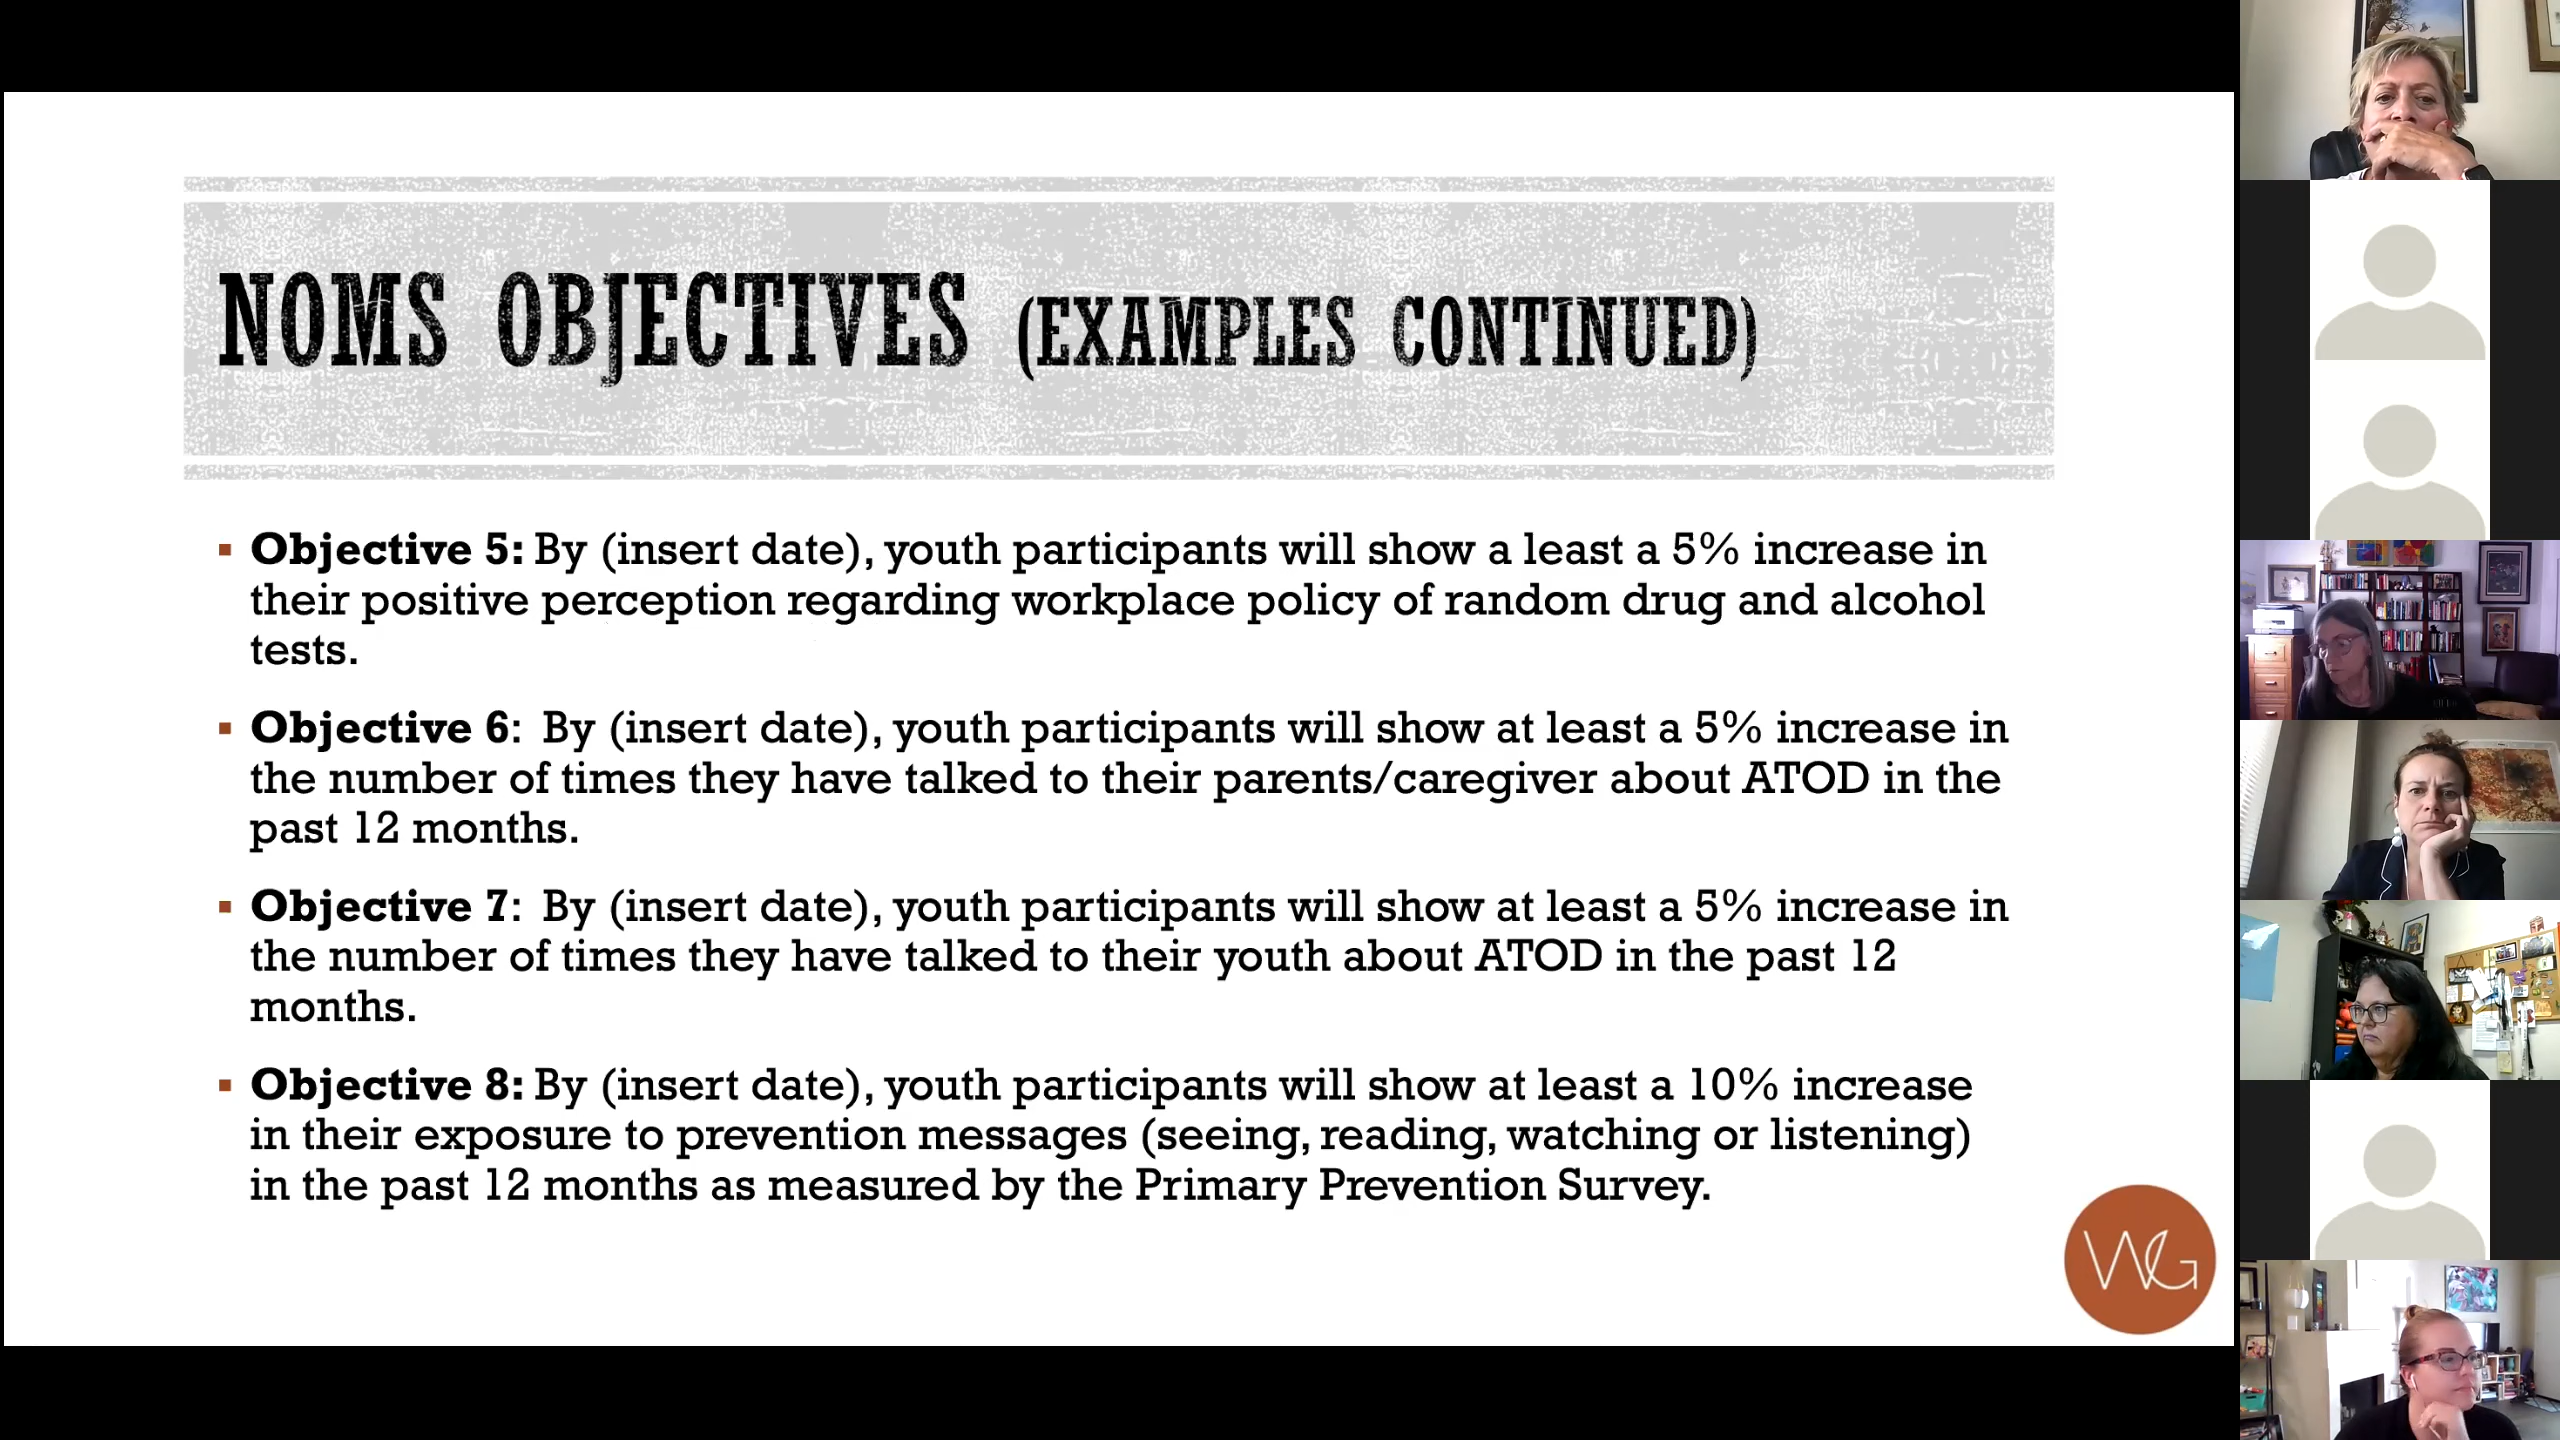 NOMS OBJECTIVES (EXAMPLES CONTINUED)
▪ Objective 5: By (insert date), youth participants will show a least a 5% increase in
their positive perception regarding workplace policy of random drug and alcohol
tests.
▪ Objective 6:  By (insert date), youth participants will show at least a 5% increase in
the number of times they have talked to their parents/caregiver about ATOD in the
past 12 months.
▪ Objective 7:  By (insert date), youth participants will show at least a 5% increase in
the number of times they have talked to their youth about ATOD in the past 12
months.
▪ Objective 8: By (insert date), youth participants will show at least a 10% increase
in their exposure to prevention messages (seeing, reading, watching or listening)
in the past 12 months as measured by the Primary Prevention Survey.
WG